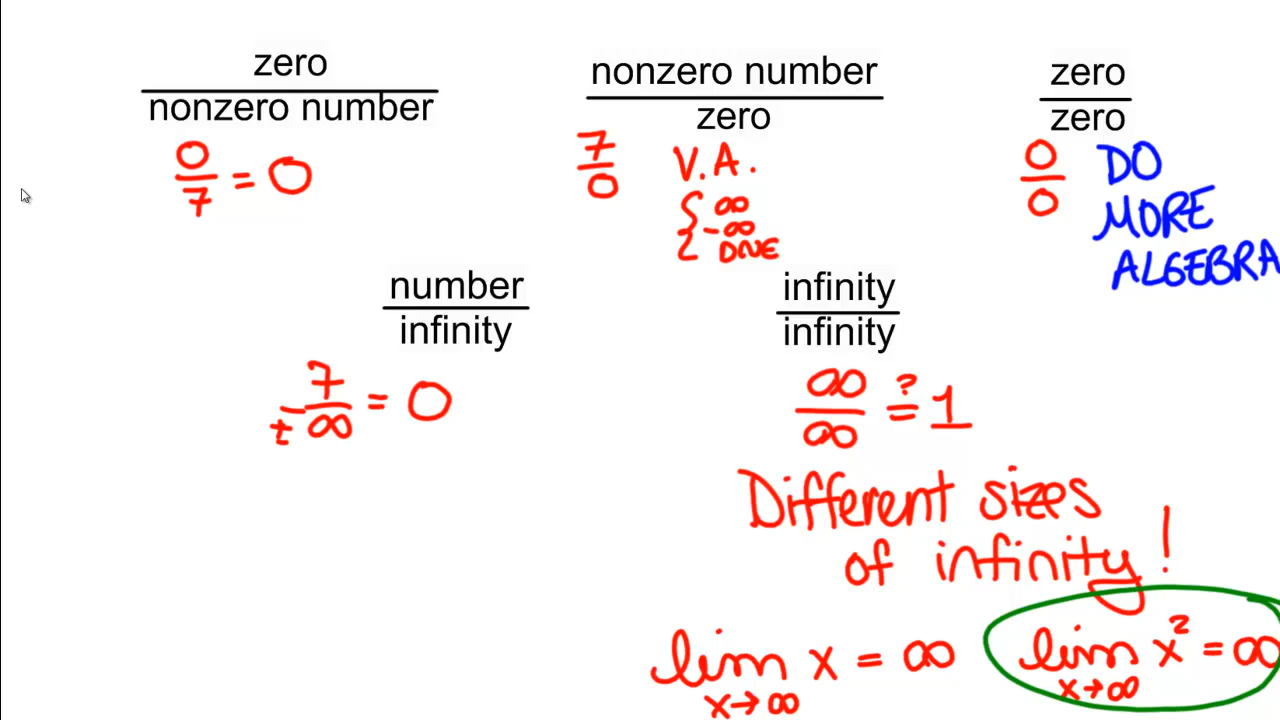 zero
nonzero number
0/7 = 0
nonzero number
zero
7/0 V.A.
{ ∞
-∞
DNE
zero
zero
0/0 DO
MORE
ALGEBRA
number
infinity
7/±∞ = 0
infinity
infinity
∞/∞ ?= 1
Different sizes
of infinity!
lim x = ∞
x→∞
lim x² = ∞
x→∞